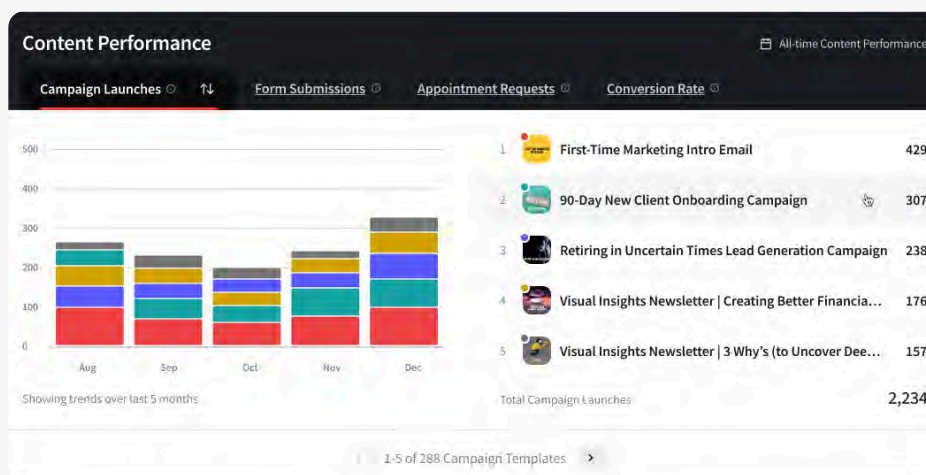 Content Performance
All-time Content Performance
Campaign Launches
Form Submissions
Appointment Requests
Conversion Rate
500
400
300
200
100
0
Aug
Sep
Oct
Nov
Dec
Showing trends over last 5 months
1 First-Time Marketing Intro Email 429
2 90-Day New Client Onboarding Campaign 307
3 Retiring in Uncertain Times Lead Generation Campaign 238
4 Visual Insights Newsletter | Creating Better Financia... 176
5 Visual Insights Newsletter | 3 Why's (to Uncover Dee... 157
Total Campaign Launches 2,234
1-5 of 288 Campaign Templates